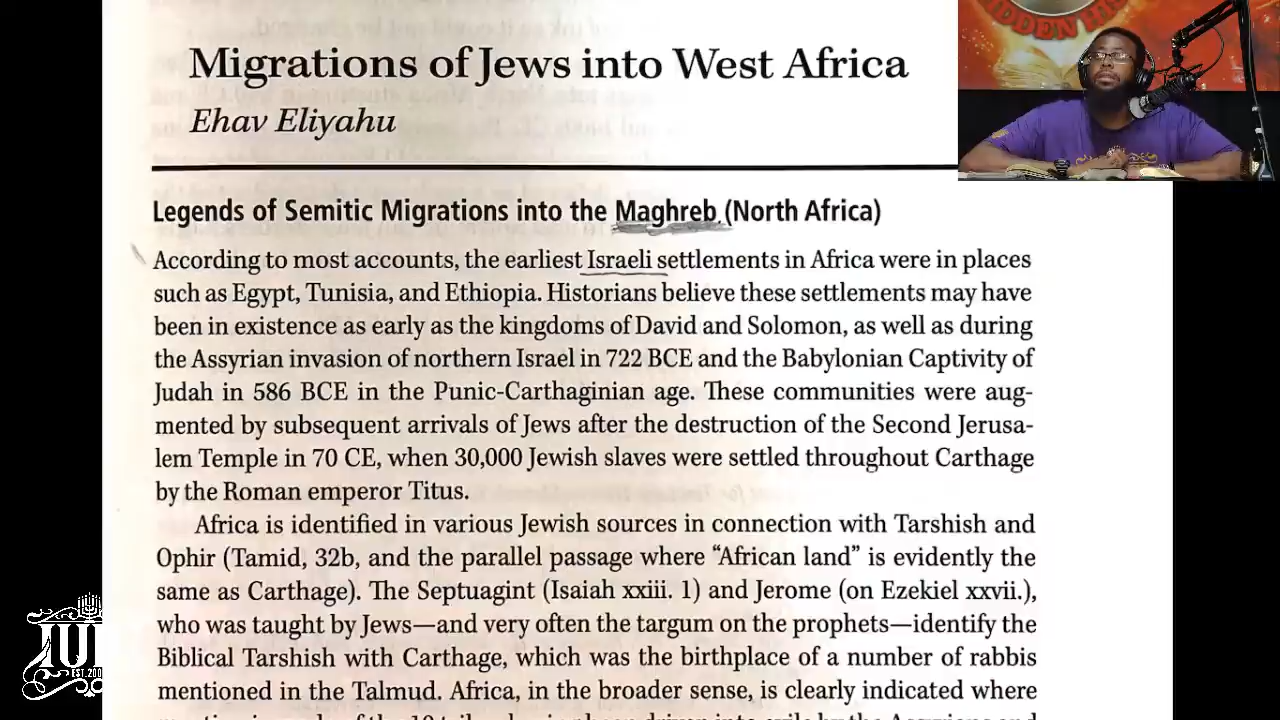 Migrations of Jews into West Africa
Ehav Eliyahu
Legends of Semitic Migrations into the Maghreb (North Africa)
According to most accounts, the earliest Israeli settlements in Africa were in places
such as Egypt, Tunisia, and Ethiopia. Historians believe these settlements may have
been in existence as early as the kingdoms of David and Solomon, as well as during
the Assyrian invasion of northern Israel in 722 BCE and the Babylonian Captivity of
Judah in 586 BCE in the Punic-Carthaginian age. These communities were aug-
mented by subsequent arrivals of Jews after the destruction of the Second Jerusa-
lem Temple in 70 CE, when 30,000 Jewish slaves were settled throughout Carthage
by the Roman emperor Titus.
Africa is identified in various Jewish sources in connection with Tarshish and
Ophir (Tamid, 32b, and the parallel passage where “African land” is evidently the
same as Carthage). The Septuagint (Isaiah xxiii. 1) and Jerome (on Ezekiel xxvii.),
who was taught by Jews—and very often the targum on the prophets—identify the
Biblical Tarshish with Carthage, which was the birthplace of a number of rabbis
mentioned in the Talmud. Africa, in the broader sense, is clearly indicated where
IUI
EST. 200